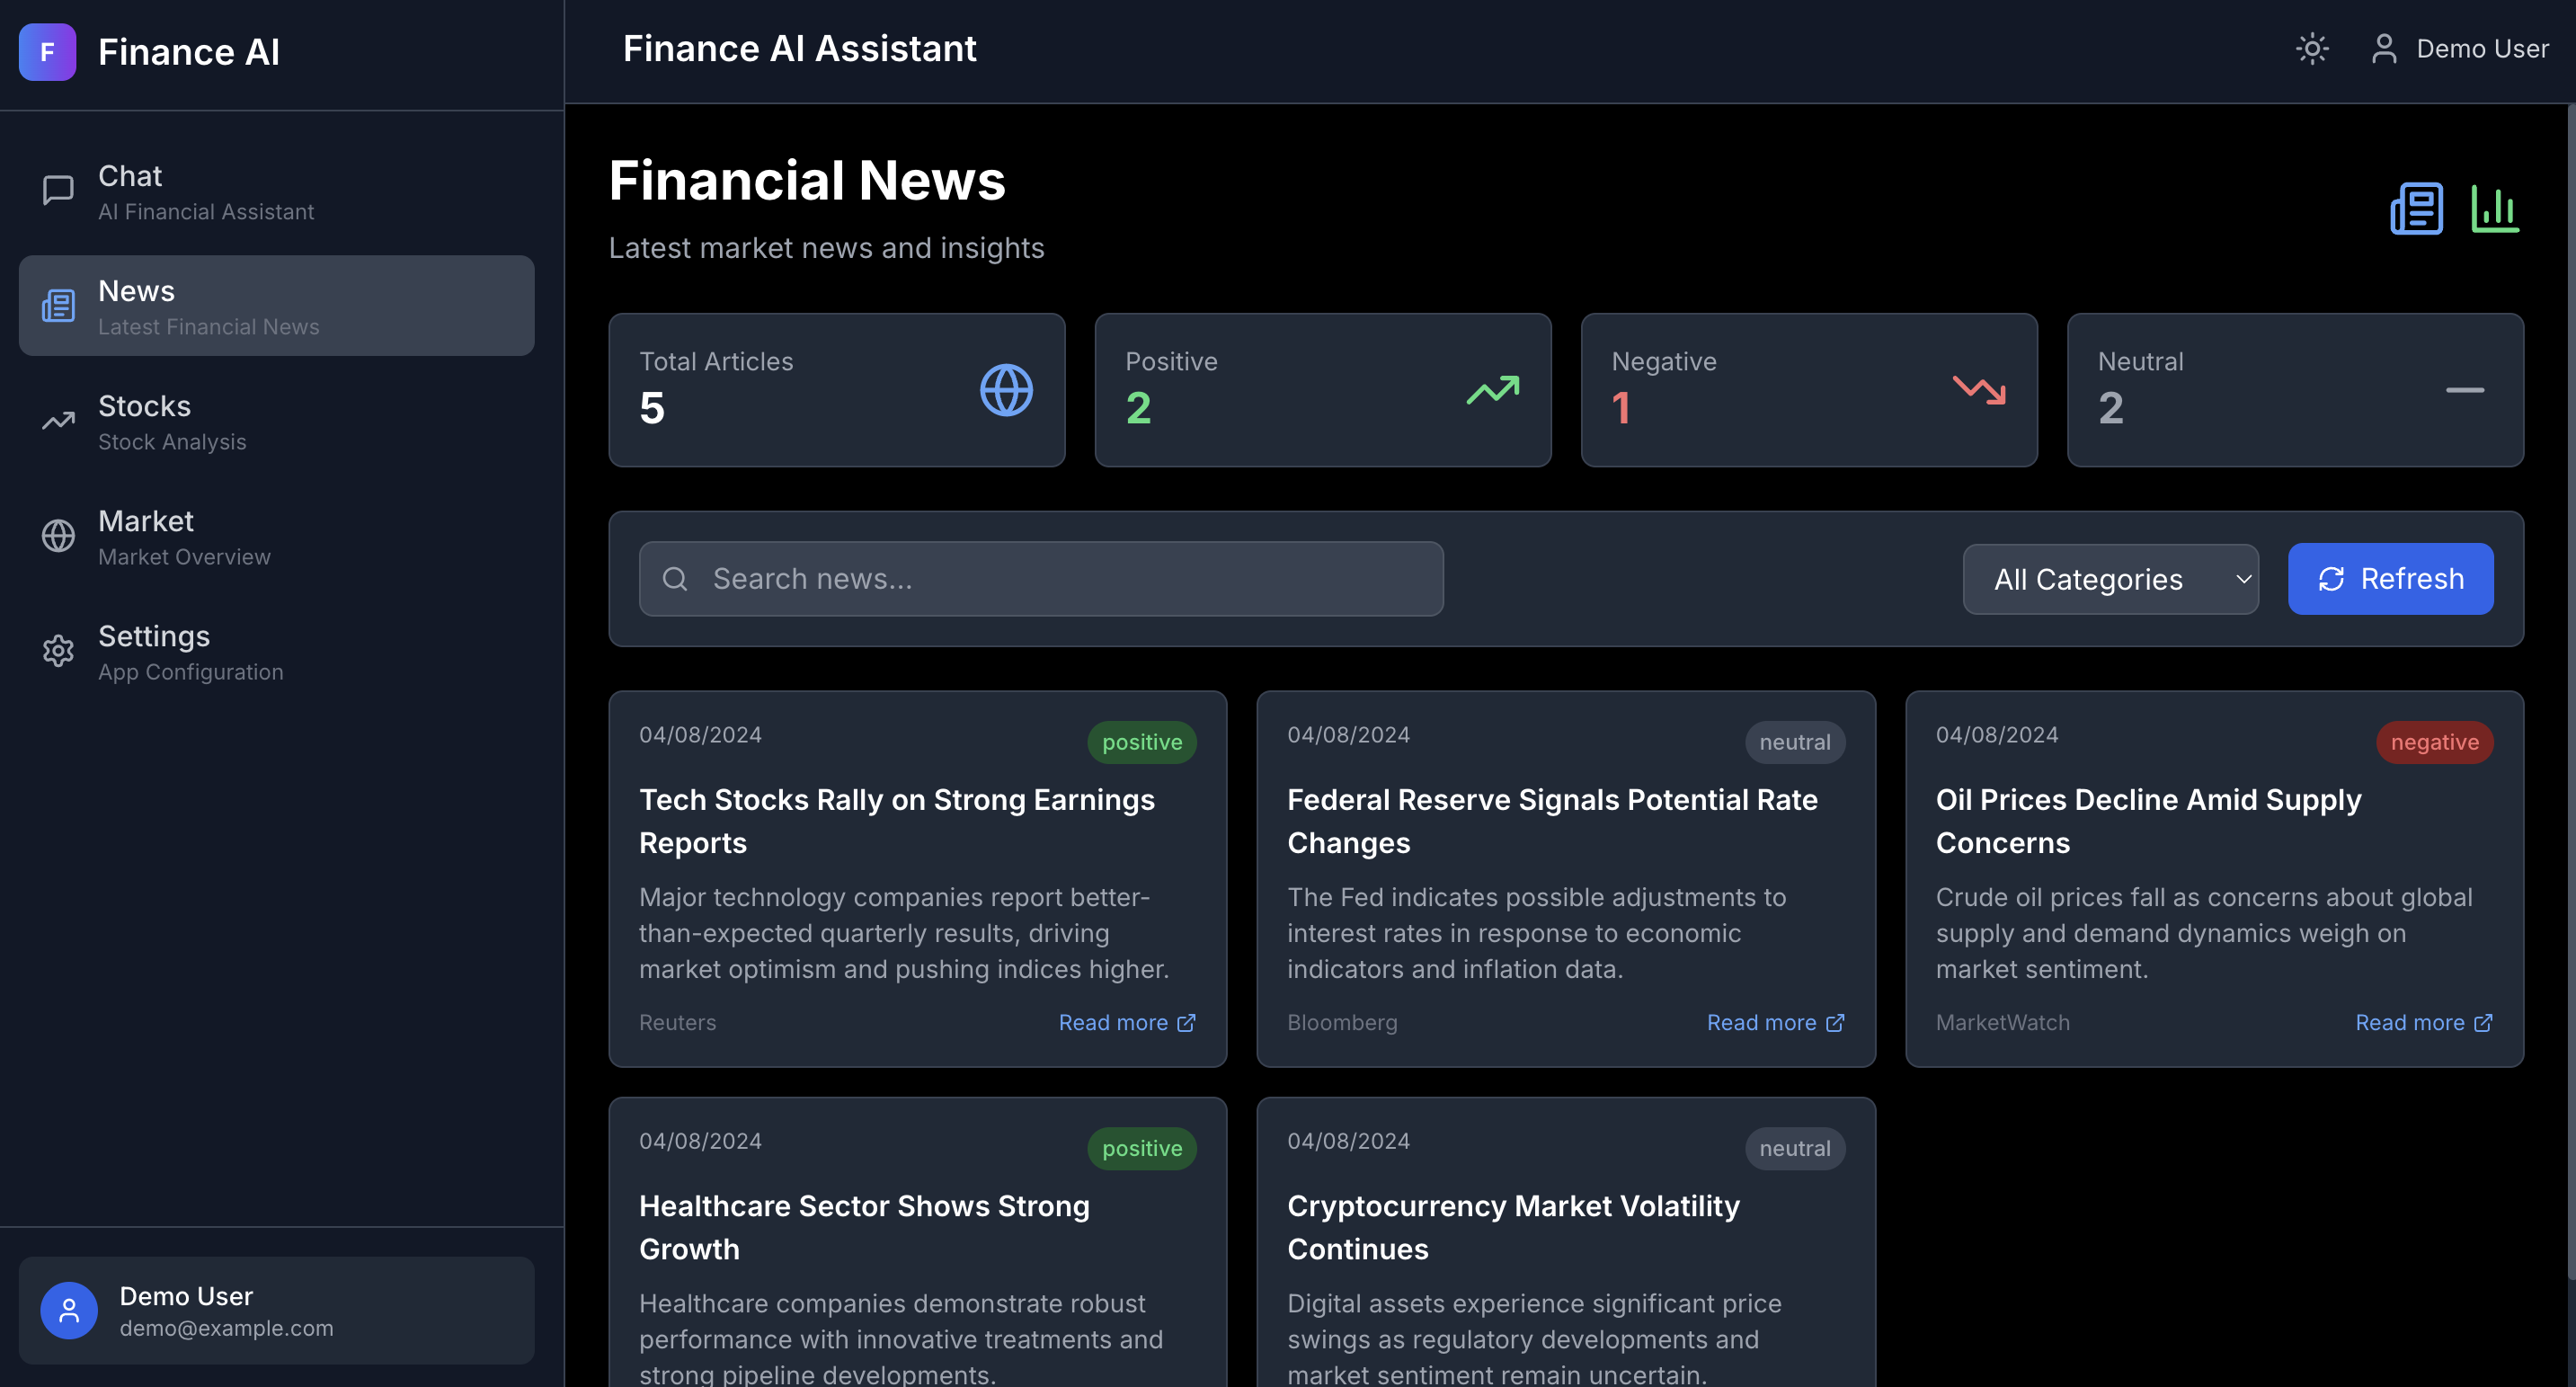 F
Finance AI
Finance AI Assistant
Demo User
Chat
AI Financial Assistant
News
Latest Financial News
Stocks
Stock Analysis
Market
Market Overview
Settings
App Configuration
Demo User
demo@example.com
Financial News
Latest market news and insights
Total Articles
5
Positive
2
Negative
1
Neutral
2
Search news...
All Categories
Refresh
04/08/2024
positive
Tech Stocks Rally on Strong Earnings
Reports
Major technology companies report better-
than-expected quarterly results, driving
market optimism and pushing indices higher.
Reuters
Read more
04/08/2024
neutral
Federal Reserve Signals Potential Rate
Changes
The Fed indicates possible adjustments to
interest rates in response to economic
indicators and inflation data.
Bloomberg
Read more
04/08/2024
negative
Oil Prices Decline Amid Supply
Concerns
Crude oil prices fall as concerns about global
supply and demand dynamics weigh on
market sentiment.
MarketWatch
Read more
04/08/2024
positive
Healthcare Sector Shows Strong
Growth
Healthcare companies demonstrate robust
performance with innovative treatments and
strong pipeline developments.
04/08/2024
neutral
Cryptocurrency Market Volatility
Continues
Digital assets experience significant price
swings as regulatory developments and
market sentiment remain uncertain.